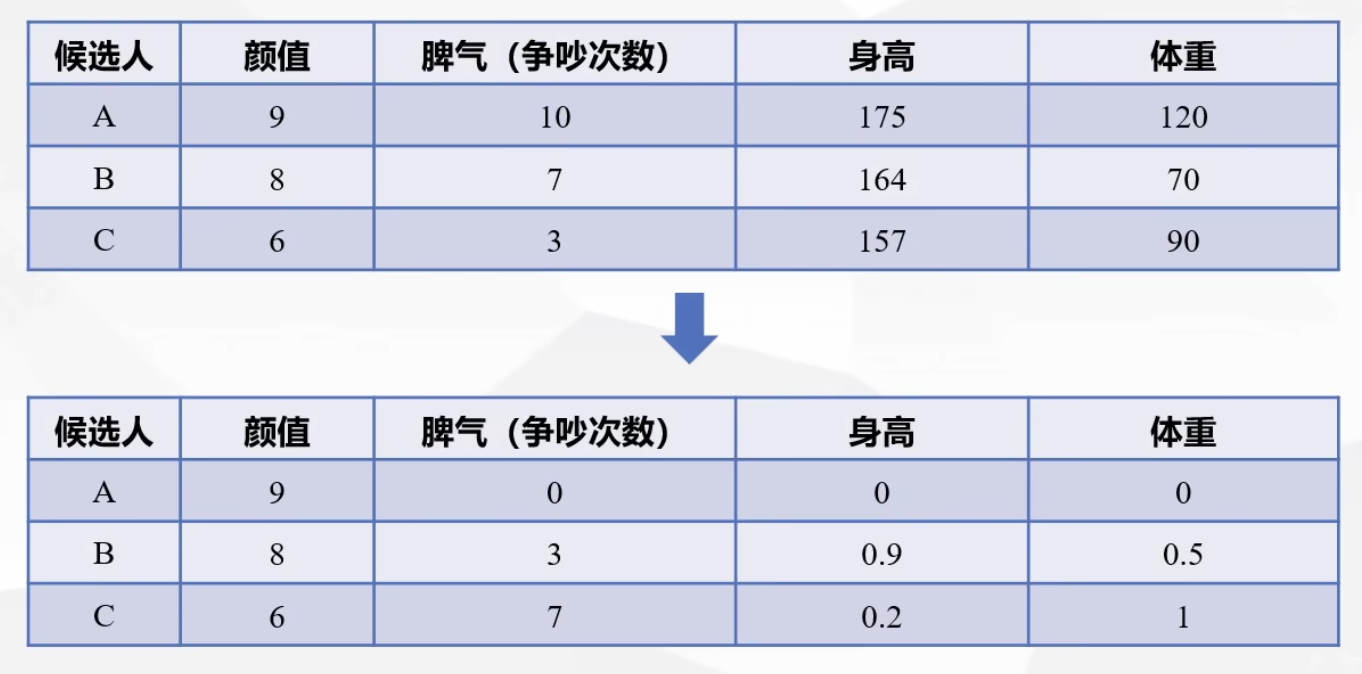 候选人 颜值 脾气（争吵次数） 身高 体重
A 9 10 175 120
B 8 7 164 70
C 6 3 157 90
候选人 颜值 脾气（争吵次数） 身高 体重
A 9 0 0 0
B 8 3 0.9 0.5
C 6 7 0.2 1